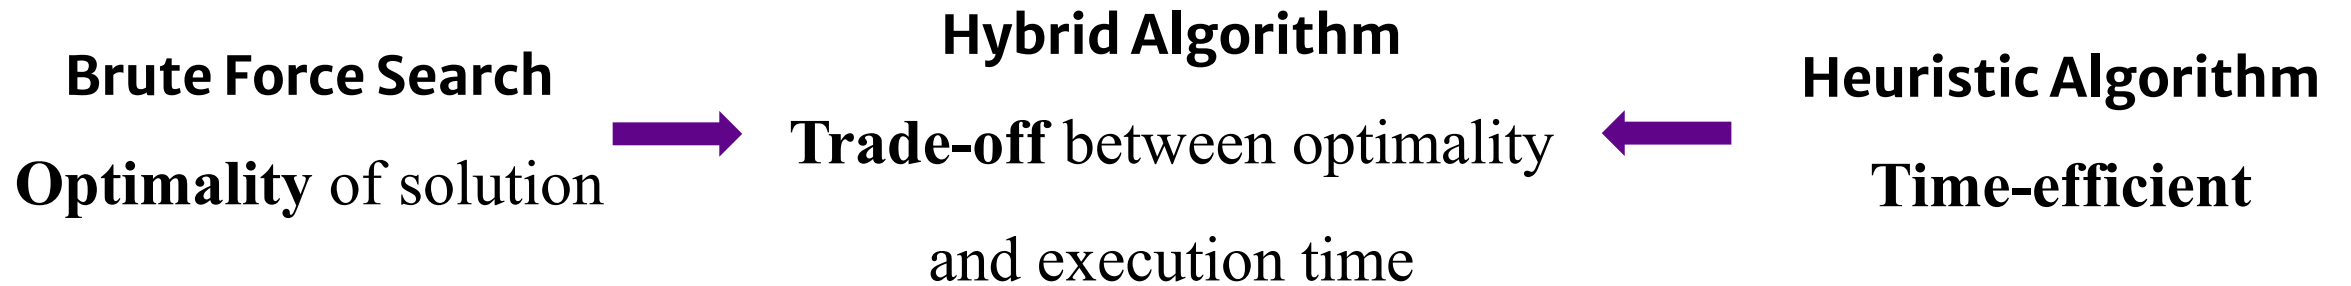 Brute Force Search
Optimality of solution
Hybrid Algorithm
Trade-off between optimality
and execution time
Heuristic Algorithm
Time-efficient